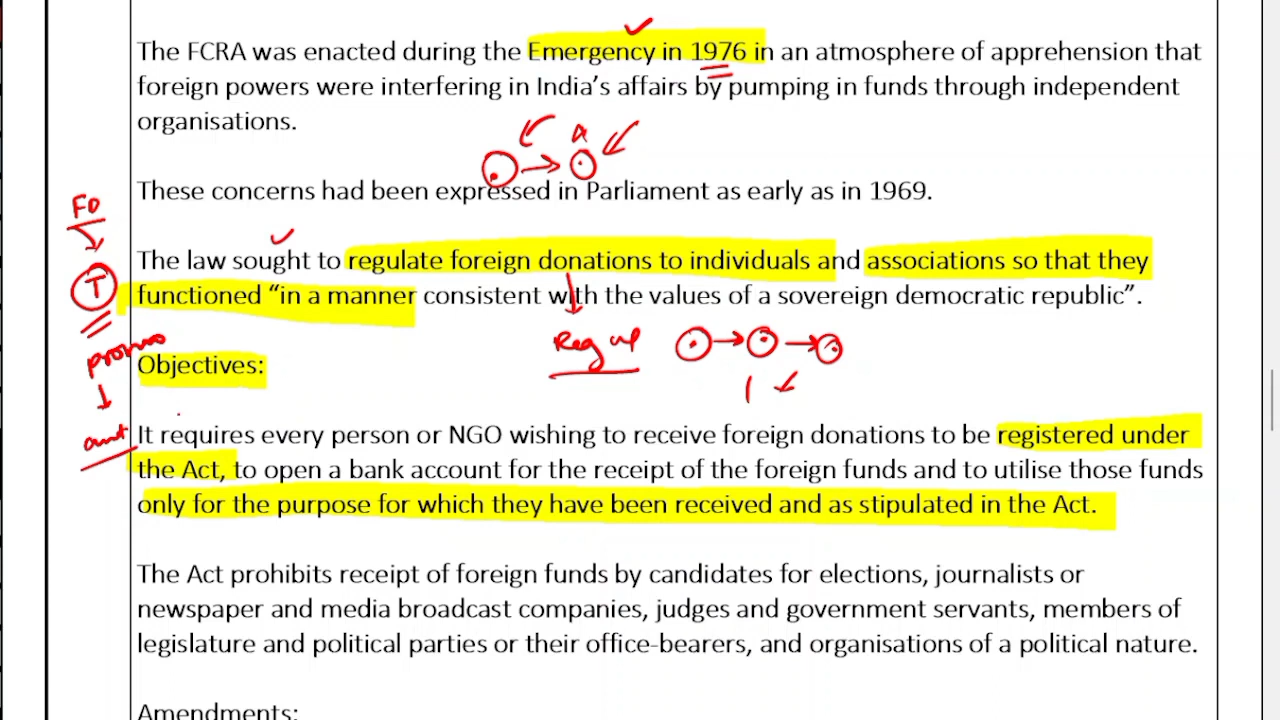 The FCRA was enacted during the Emergency in 1976 in an atmosphere of apprehension that
foreign powers were interfering in India’s affairs by pumping in funds through independent
organisations.
These concerns had been expressed in Parliament as early as in 1969.
FO
The law sought to regulate foreign donations to individuals and associations so that they
T
functioned “in a manner consistent with the values of a sovereign democratic republic”.
Objectives:
It requires every person or NGO wishing to receive foreign donations to be registered under
the Act, to open a bank account for the receipt of the foreign funds and to utilise those funds
only for the purpose for which they have been received and as stipulated in the Act.
The Act prohibits receipt of foreign funds by candidates for elections, journalists or
newspaper and media broadcast companies, judges and government servants, members of
legislature and political parties or their office-bearers, and organisations of a political nature.
Amendments: